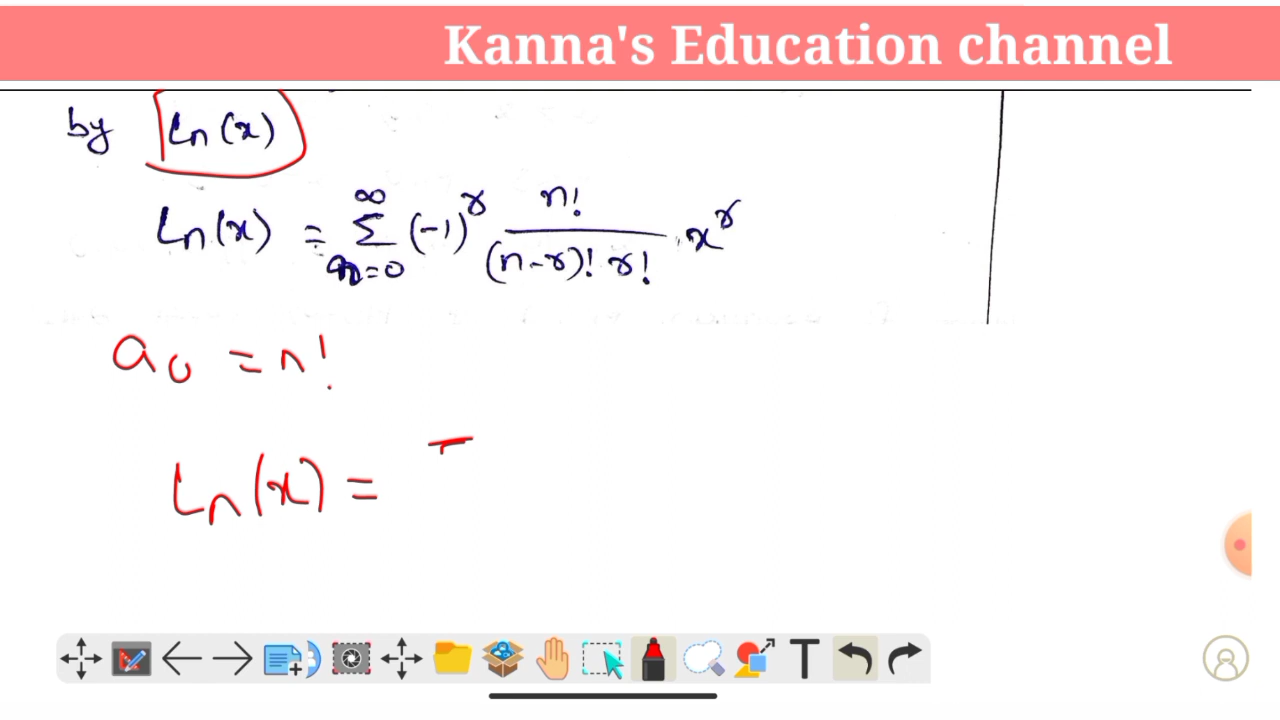 Kanna's Education channel
by Ln(x)
Ln(x) = ∞ Σ n=0 (-1)^r n! / (n-r)! r! . x^r
a0 = n!
Ln(x) =
T